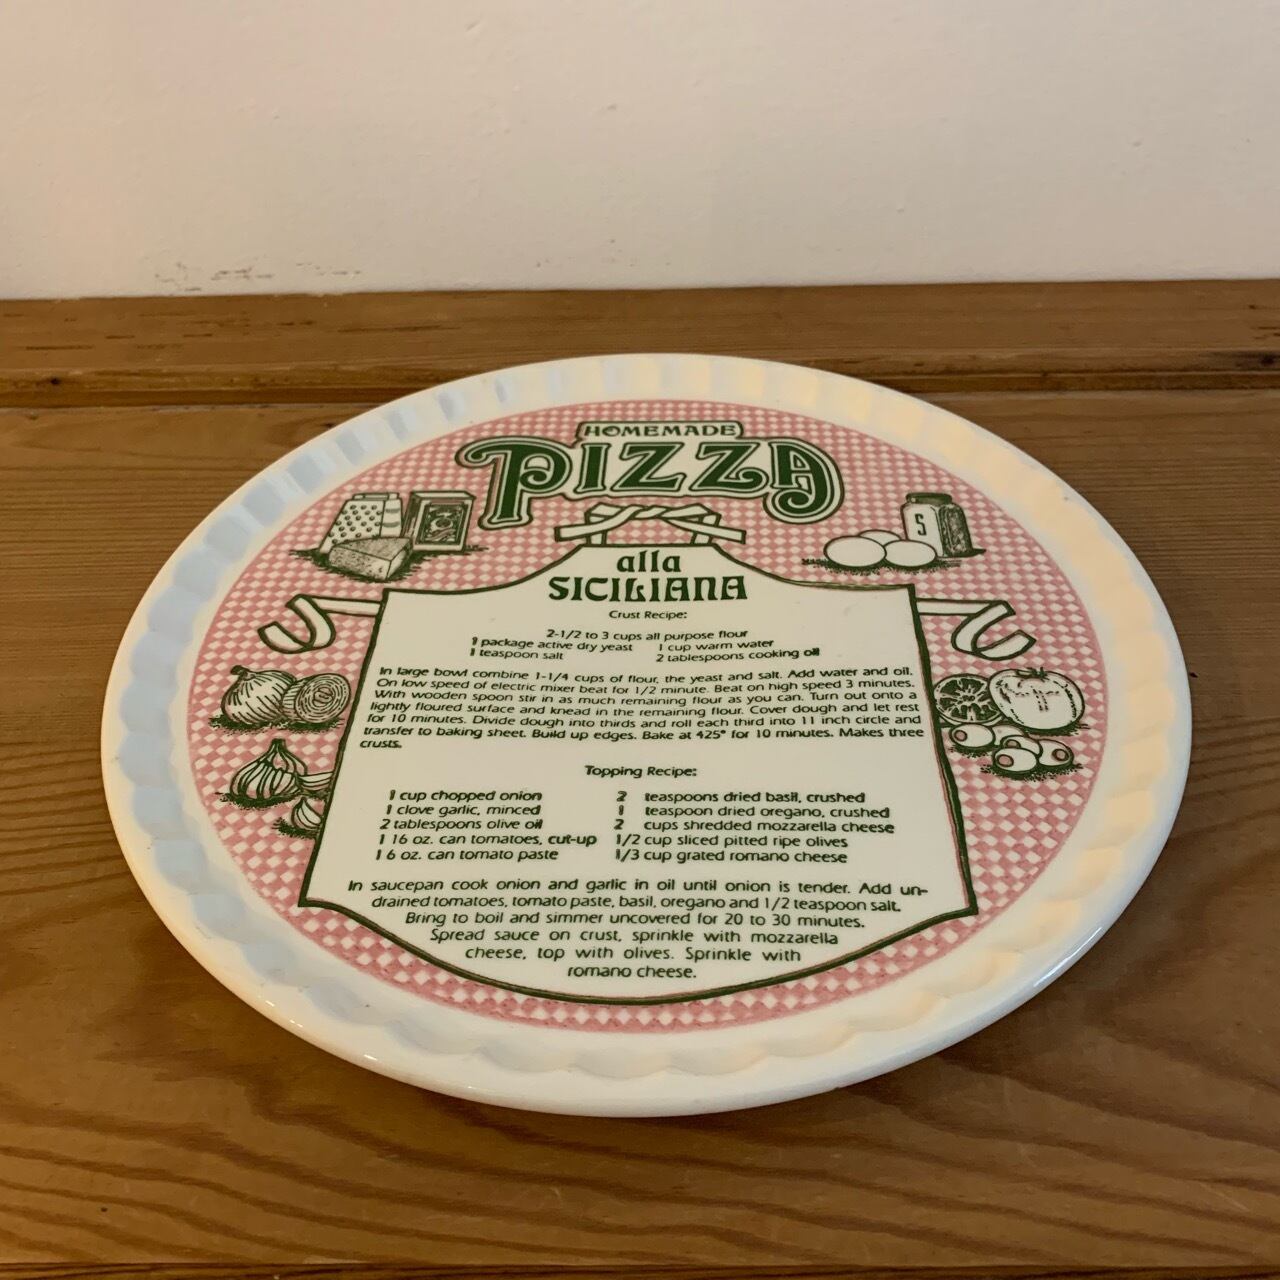 HOMEMADE
PIZZA
alla
SICILIANA
Crust Recipe:
2-1/2 to 3 cups all purpose flour
1 package active dry yeast 1 cup warm water
1 teaspoon salt 2 tablespoons cooking oil
In large bowl combine 1-1/4 cups of flour, the yeast and salt. Add water and oil.
On low speed of electric mixer beat for 1/2 minute. Beat on high speed 3 minutes.
With wooden spoon stir in as much remaining flour as you can. Turn out onto a
lightly floured surface and knead in the remaining flour. Cover dough and let rest
for 10 minutes. Divide dough into thirds and roll each third into 11 inch circle and
transfer to baking sheet. Build up edges. Bake at 425° for 10 minutes. Makes three
crusts.
Topping Recipe:
1 cup chopped onion 2 teaspoons dried basil, crushed
1 clove garlic, minced 1 teaspoon dried oregano, crushed
2 tablespoons olive oil 2 cups shredded mozzarella cheese
1 16 oz. can tomatoes, cut-up 1/2 cup sliced pitted ripe olives
1 6 oz. can tomato paste 1/3 cup grated romano cheese
In saucepan cook onion and garlic in oil until onion is tender. Add un-
drained tomatoes, tomato paste, basil, oregano and 1/2 teaspoon salt.
Bring to boil and simmer uncovered for 20 to 30 minutes.
Spread sauce on crust, sprinkle with mozzarella
cheese, top with olives. Sprinkle with
romano cheese.
S